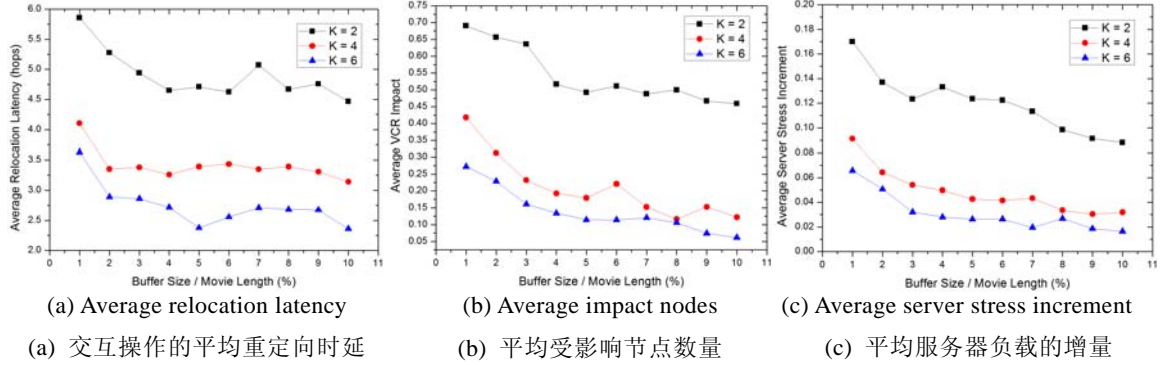 Average Relocation Latency (hops)
6.0
5.5
5.0
4.5
4.0
3.5
3.0
2.5
2.0
K = 2
K = 4
K = 6
0 1 2 3 4 5 6 7 8 9 10 11
Buffer Size / Movie Length (%)
Average VCR Impact
0.75
0.70
0.65
0.60
0.55
0.50
0.45
0.40
0.35
0.30
0.25
0.20
0.15
0.10
0.05
K = 2
K = 4
K = 6
0 1 2 3 4 5 6 7 8 9 10 11
Buffer Size / Movie Length (%)
Average Server Stress Increment
0.20
0.18
0.16
0.14
0.12
0.10
0.08
0.06
0.04
0.02
0.00
K = 2
K = 4
K = 6
0 1 2 3 4 5 6 7 8 9 10 11
Buffer Size / Movie Length (%)
(a) Average relocation latency
(b) Average impact nodes
(c) Average server stress increment
(a) 交互操作的平均重定向时延
(b) 平均受影响节点数量
(c) 平均服务器负载的增量